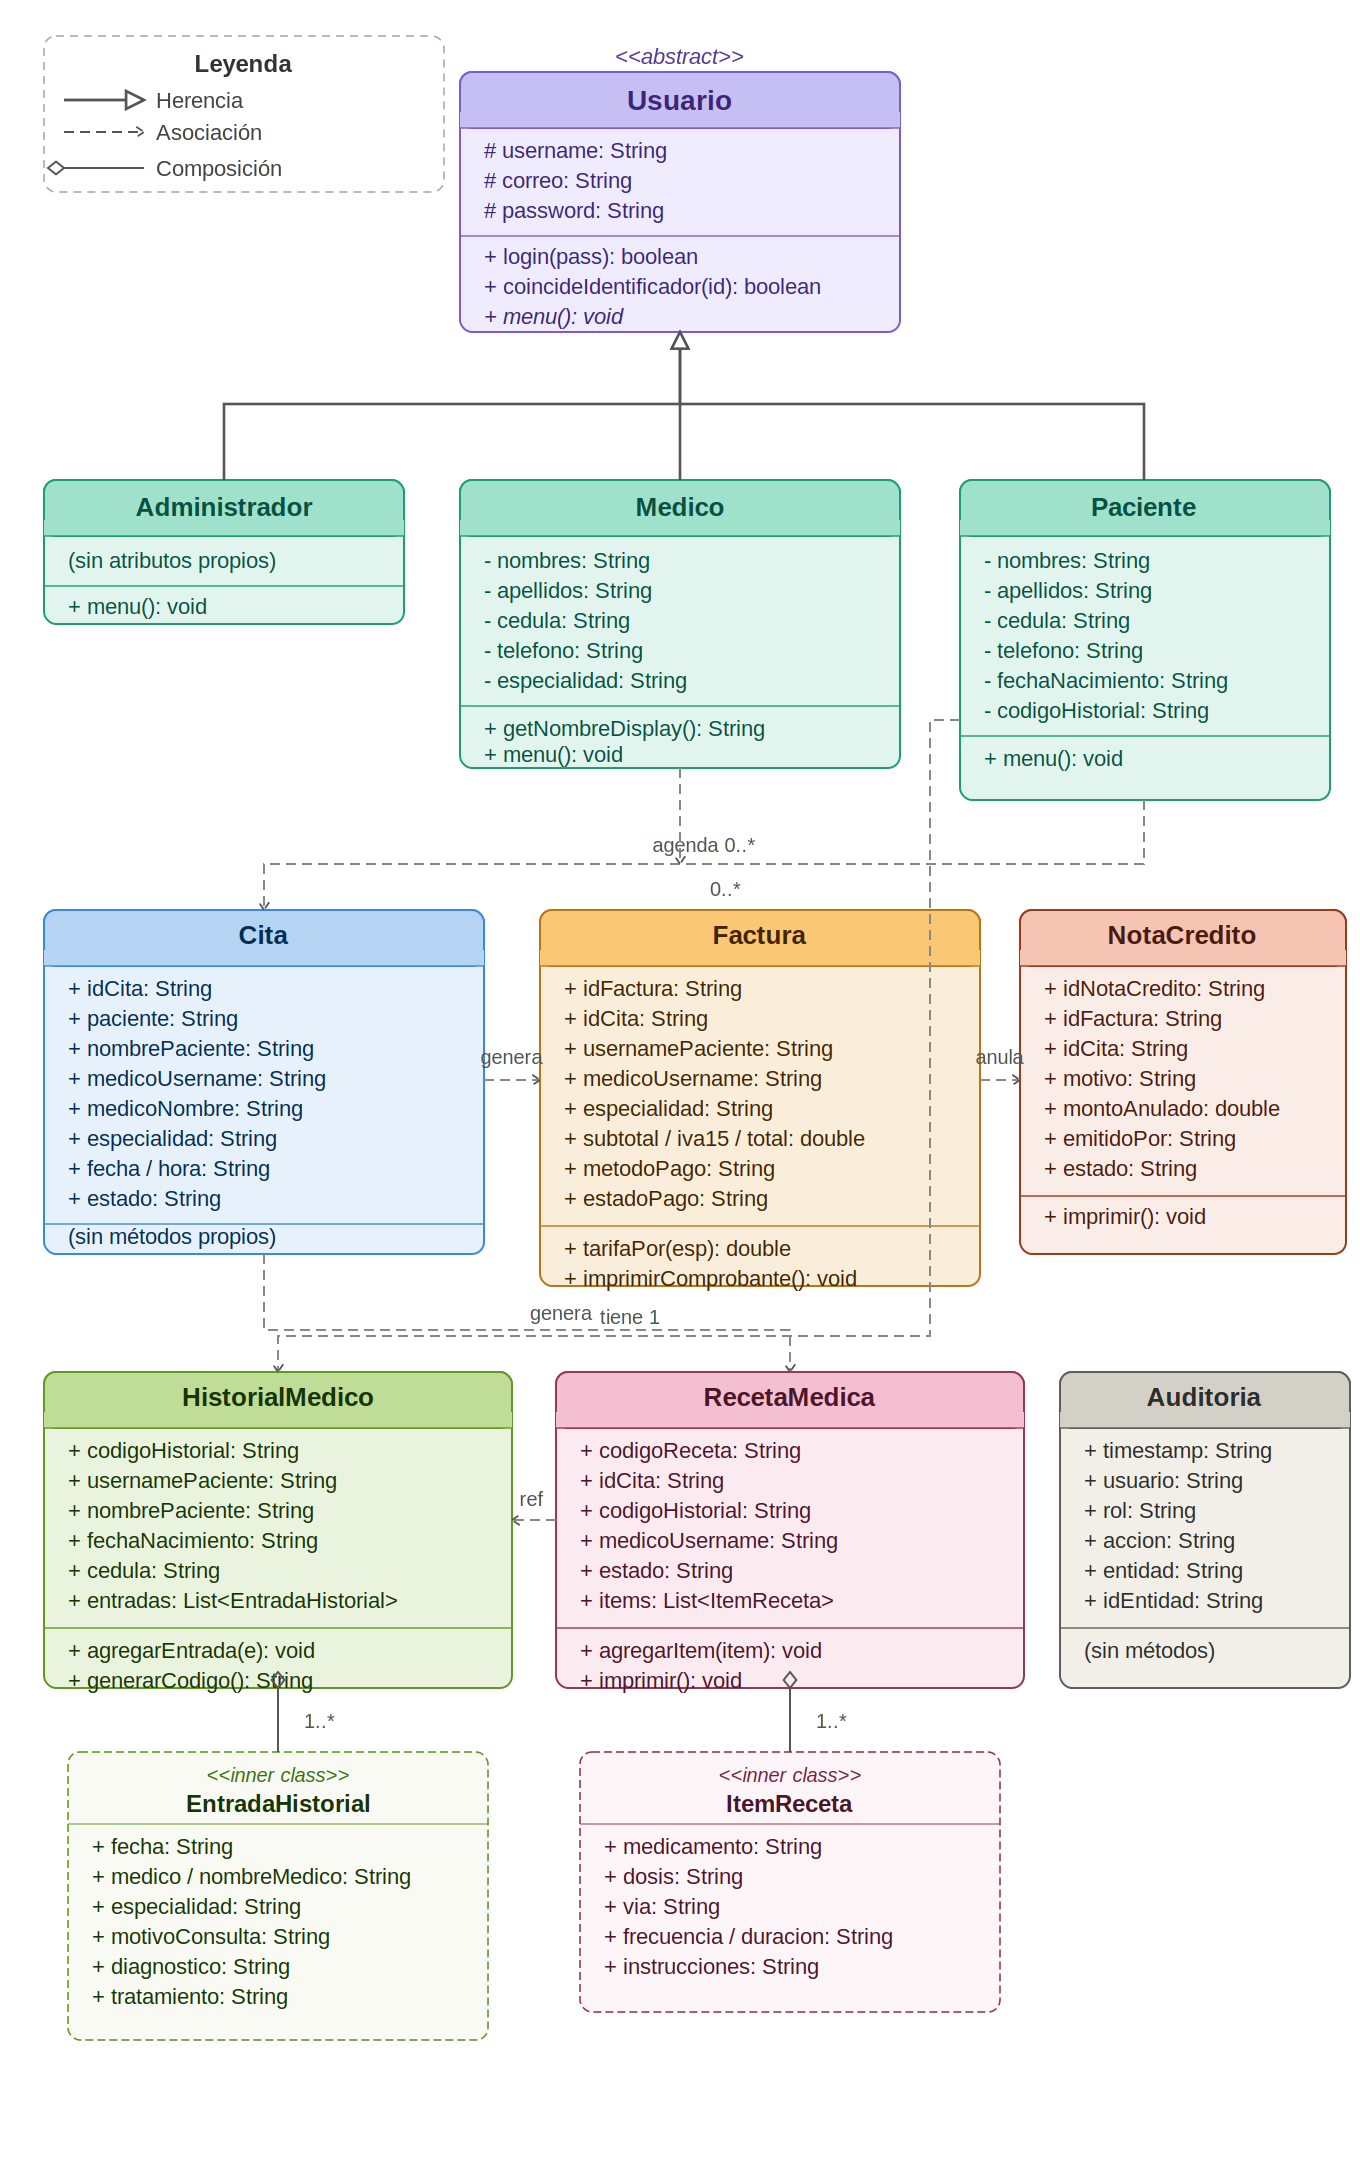 Leyenda
Herencia
Asociación
Composición
<<abstract>>
Usuario
# username: String
# correo: String
# password: String
+ login(pass): boolean
+ coincideIdentificador(id): boolean
+ menu(): void
Administrador
(sin atributos propios)
+ menu(): void
Medico
- nombres: String
- apellidos: String
- cedula: String
- telefono: String
- especialidad: String
+ getNombreDisplay(): String
+ menu(): void
Paciente
- nombres: String
- apellidos: String
- cedula: String
- telefono: String
- fechaNacimiento: String
- codigoHistorial: String
+ menu(): void
agenda 0..*
0..*
Cita
+ idCita: String
+ paciente: String
+ nombrePaciente: String
+ medicoUsername: String
+ medicoNombre: String
+ especialidad: String
+ fecha / hora: String
+ estado: String
(sin métodos propios)
genera
Factura
+ idFactura: String
+ idCita: String
+ usernamePaciente: String
+ medicoUsername: String
+ especialidad: String
+ subtotal / iva15 / total: double
+ metodoPago: String
+ estadoPago: String
+ tarifaPor(esp): double
+ imprimirComprobante(): void
anula
NotaCredito
+ idNotaCredito: String
+ idFactura: String
+ idCita: String
+ motivo: String
+ montoAnulado: double
+ emitidoPor: String
+ estado: String
+ imprimir(): void
genera
tiene 1
HistorialMedico
+ codigoHistorial: String
+ usernamePaciente: String
+ nombrePaciente: String
+ fechaNacimiento: String
+ cedula: String
+ entradas: List<EntradaHistorial>
+ agregarEntrada(e): void
+ generarCodigo(): String
ref
RecetaMedica
+ codigoReceta: String
+ idCita: String
+ codigoHistorial: String
+ medicoUsername: String
+ estado: String
+ items: List<ItemReceta>
+ agregarItem(item): void
+ imprimir(): void
Auditoria
+ timestamp: String
+ usuario: String
+ rol: String
+ accion: String
+ entidad: String
+ idEntidad: String
(sin métodos)
1..*
1..*
<<inner class>>
EntradaHistorial
+ fecha: String
+ medico / nombreMedico: String
+ especialidad: String
+ motivoConsulta: String
+ diagnostico: String
+ tratamiento: String
<<inner class>>
ItemReceta
+ medicamento: String
+ dosis: String
+ via: String
+ frecuencia / duracion: String
+ instrucciones: String